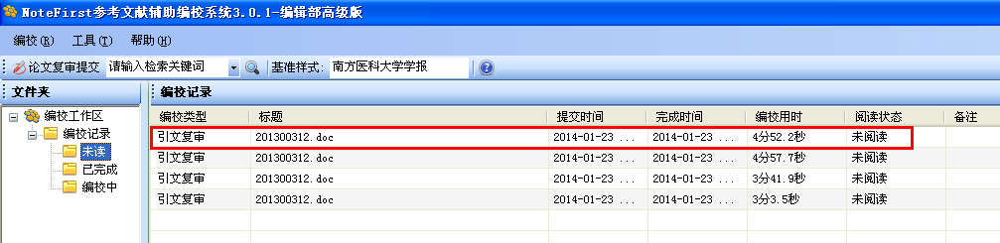 NoteFirst参考文献辅助编校系统3.0.1-编辑部高级版
编校(R) 工具(T) 帮助(H)
论文复审提交 请输入检索关键词 基准样式: 南方医科大学学报
文件夹 编校记录
编校工作区
编校记录
未读
已完成
编校中
编校类型 标题 提交时间 完成时间 编校用时 阅读状态 备注
引文复审 201300312.doc 2014-01-23 ... 2014-01-23 ... 4分52.2秒 未阅读
引文复审 201300312.doc 2014-01-23 ... 2014-01-23 ... 4分57.7秒 未阅读
引文复审 201300312.doc 2014-01-23 ... 2014-01-23 ... 3分41.9秒 未阅读
引文复审 201300312.doc 2014-01-23 ... 2014-01-23 ... 3分3.5秒 未阅读